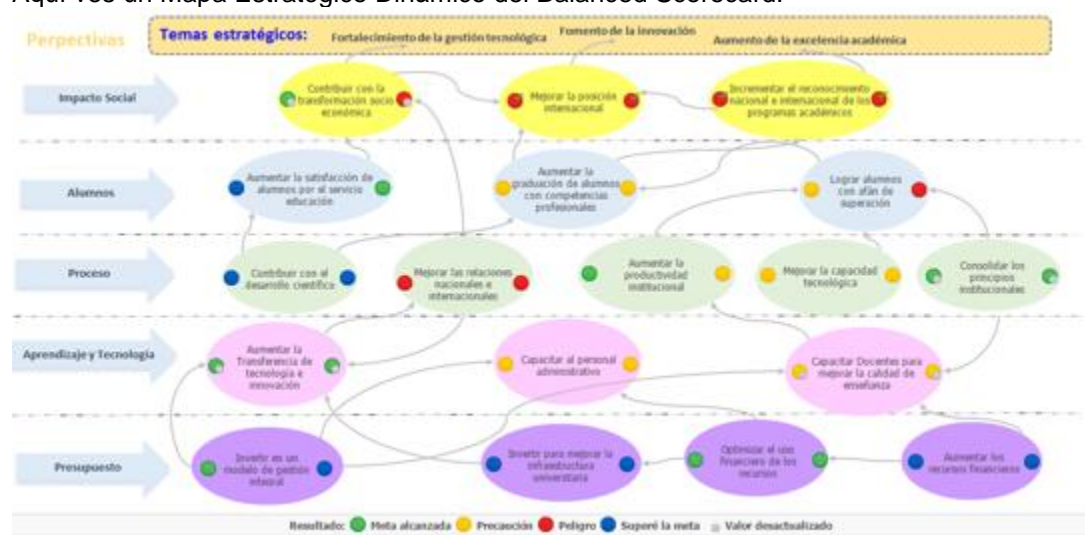 Aquí ves un Mapa Estratégico Dinámico del Balanced Scorecard:
Perpectivas
Temas estratégicos:
Fortalecimiento de la gestión tecnológica
Fomento de la innovación
Aumento de la excelencia académica
Impacto Social
Contribuir con la
transformación socio
económica
Mejorar la posición
internacional
Incrementar el reconocimiento
nacional e internacional de los
programas académicos
Alumnos
Aumentar la satisfacción de
alumnos por el servicio
educación
Aumentar la
graduación de alumnos
con competencias
profesionales
Lograr alumnos
con afán de
superación
Proceso
Contribuir con el
desarrollo científico
Mejorar las relaciones
nacionales e
internacionales
Aumentar la
productividad
institucional
Mejorar la capacidad
tecnológica
Consolidar los
principios
institucionales
Aprendizaje y Tecnología
Aumentar la
Transferencia de
tecnología e
innovación
Capacitar al personal
administrativo
Capacitar Docentes para
mejorar la calidad de
enseñanza
Presupuesto
Invertir en un
modelo de gestión
integral
Invertir para mejorar la
infraestructura
universitaria
Optimizar el uso
financiero de los
recursos
Aumentar los
recursos financieros
Resultado: Meta alcanzada Precaución Peligro Superé la meta Valor desactualizado